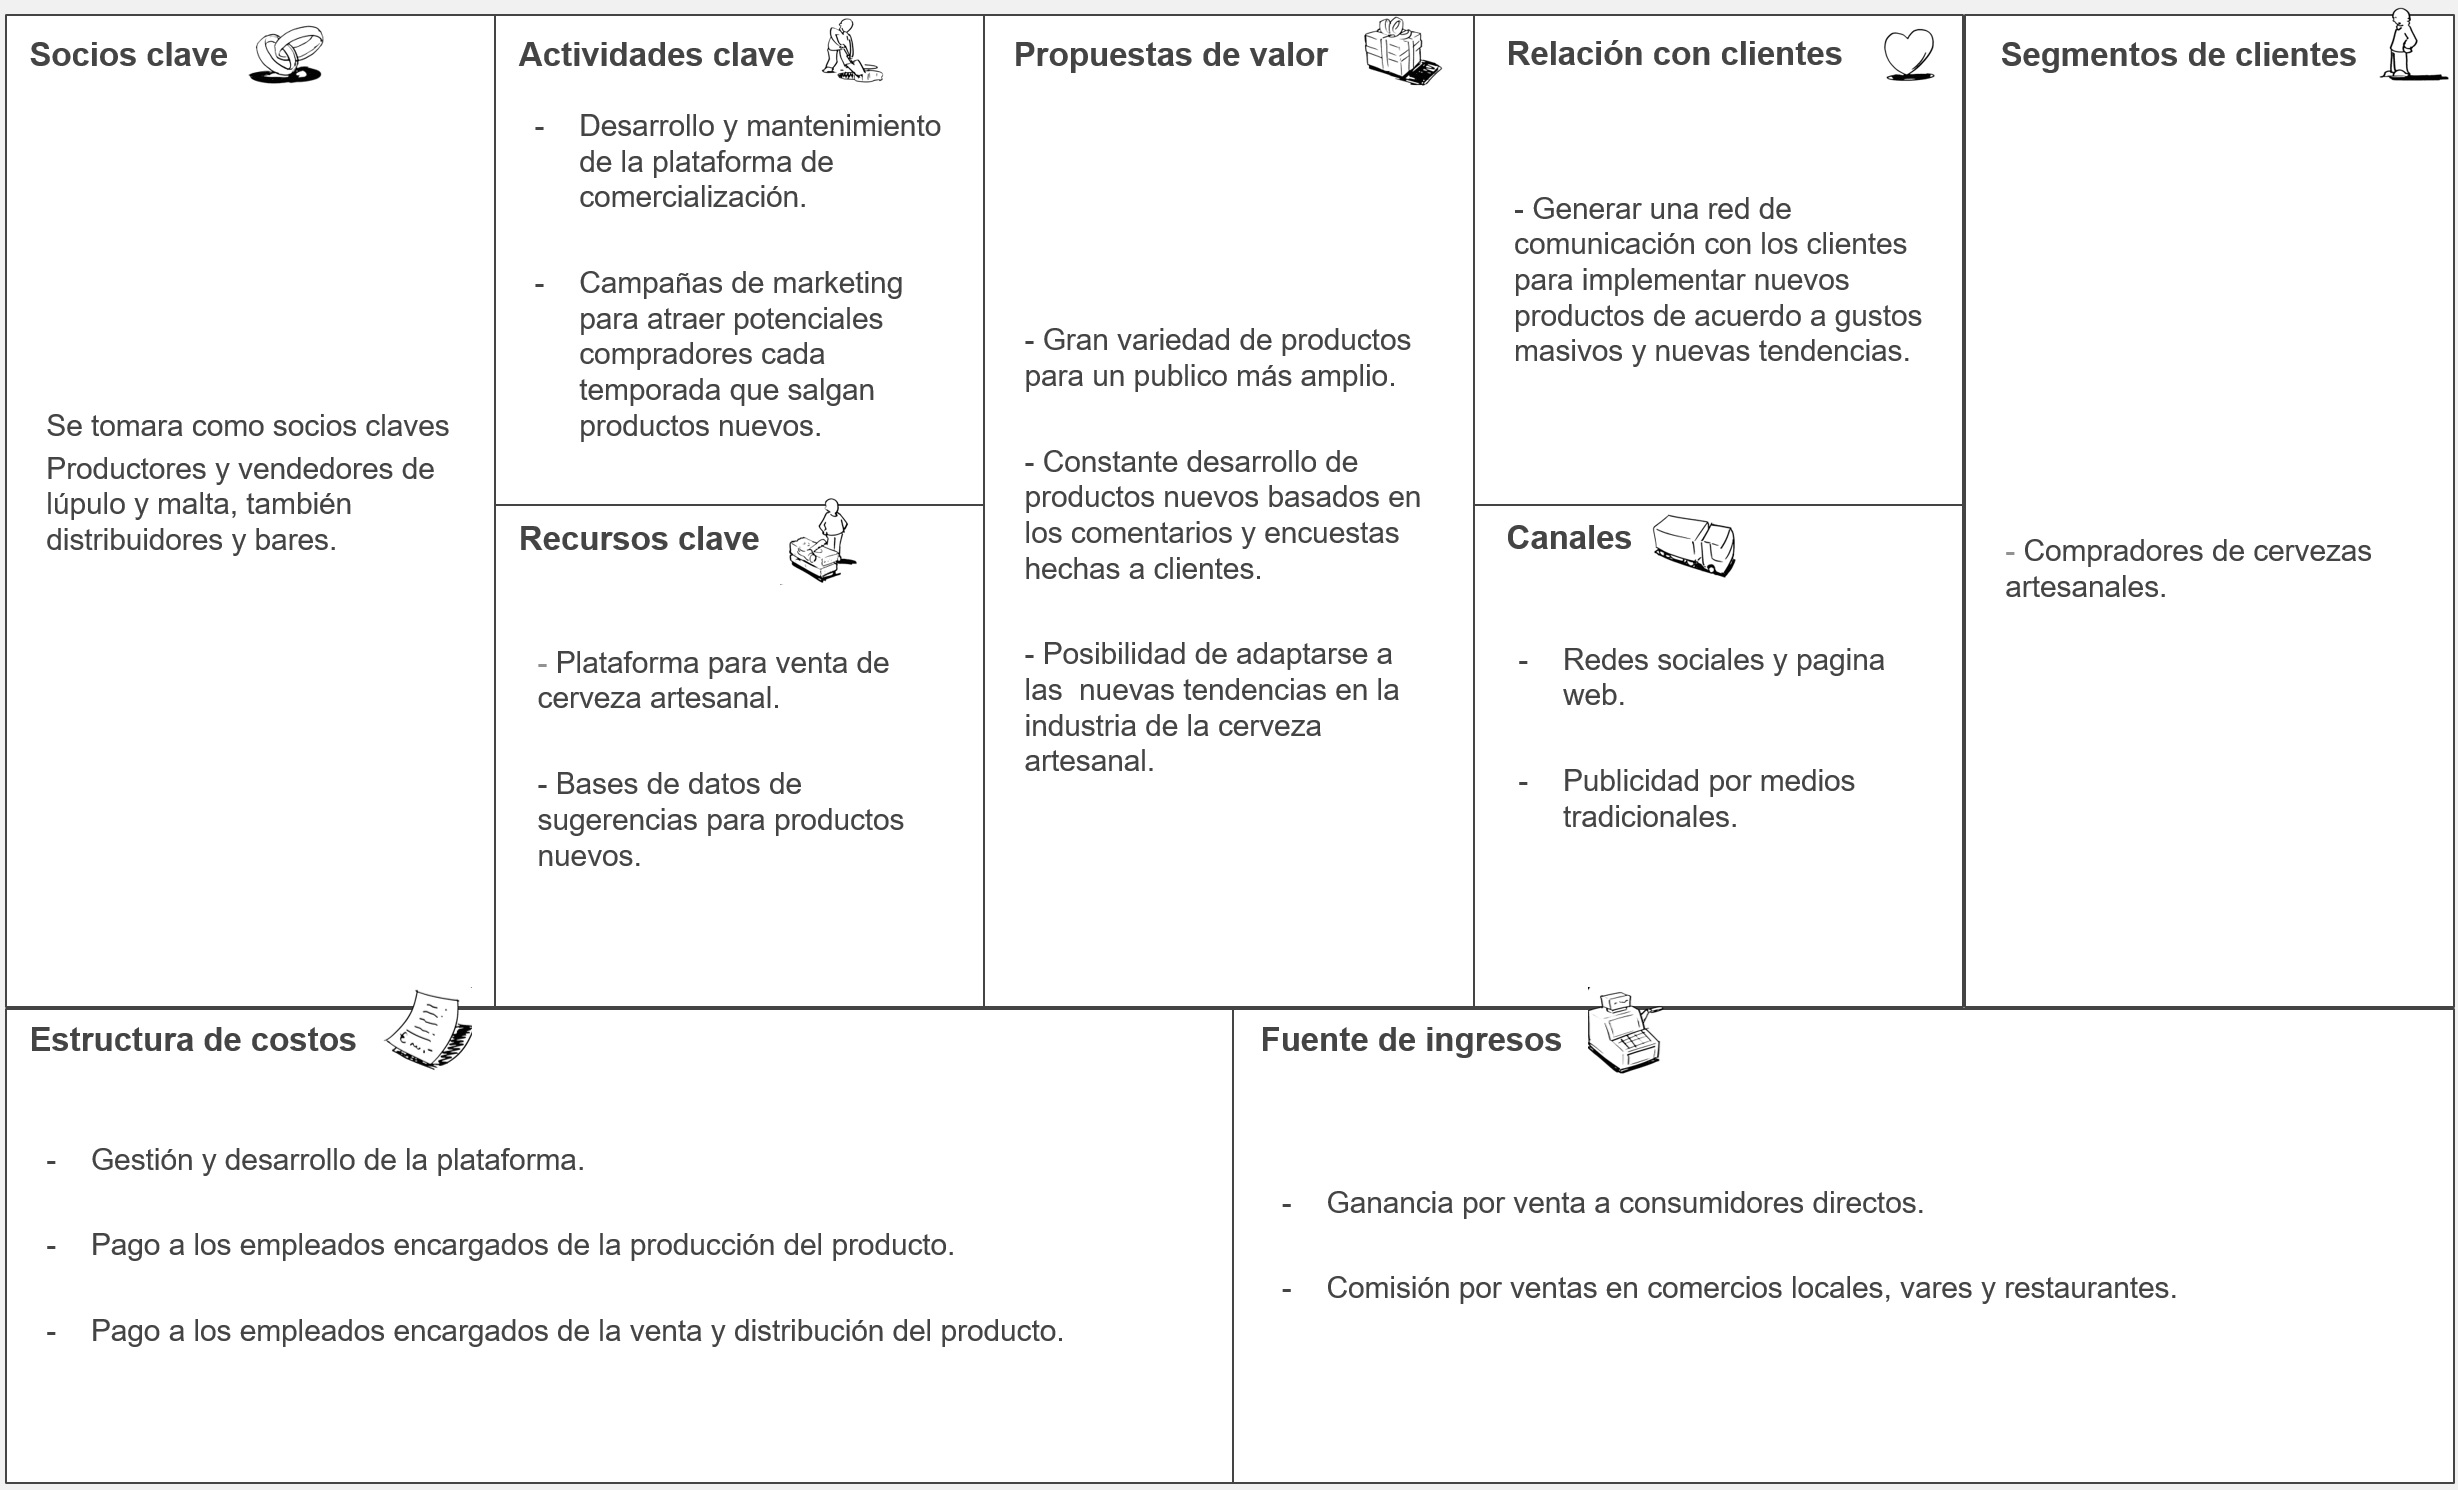 Socios clave
Se tomara como socios claves
Productores y vendedores de
lúpulo y malta, también
distribuidores y bares.
Actividades clave
- Desarrollo y mantenimiento
de la plataforma de
comercialización.
- Campañas de marketing
para atraer potenciales
compradores cada
temporada que salgan
productos nuevos.
Recursos clave
- Plataforma para venta de
cerveza artesanal.
- Bases de datos de
sugerencias para productos
nuevos.
Propuestas de valor
- Gran variedad de productos
para un publico más amplio.
- Constante desarrollo de
productos nuevos basados en
los comentarios y encuestas
hechas a clientes.
- Posibilidad de adaptarse a
las  nuevas tendencias en la
industria de la cerveza
artesanal.
Relación con clientes
- Generar una red de
comunicación con los clientes
para implementar nuevos
productos de acuerdo a gustos
masivos y nuevas tendencias.
Canales
- Redes sociales y pagina
web.
- Publicidad por medios
tradicionales.
Segmentos de clientes
- Compradores de cervezas
artesanales.
Estructura de costos
- Gestión y desarrollo de la plataforma.
- Pago a los empleados encargados de la producción del producto.
- Pago a los empleados encargados de la venta y distribución del producto.
Fuente de ingresos
- Ganancia por venta a consumidores directos.
- Comisión por ventas en comercios locales, vares y restaurantes.